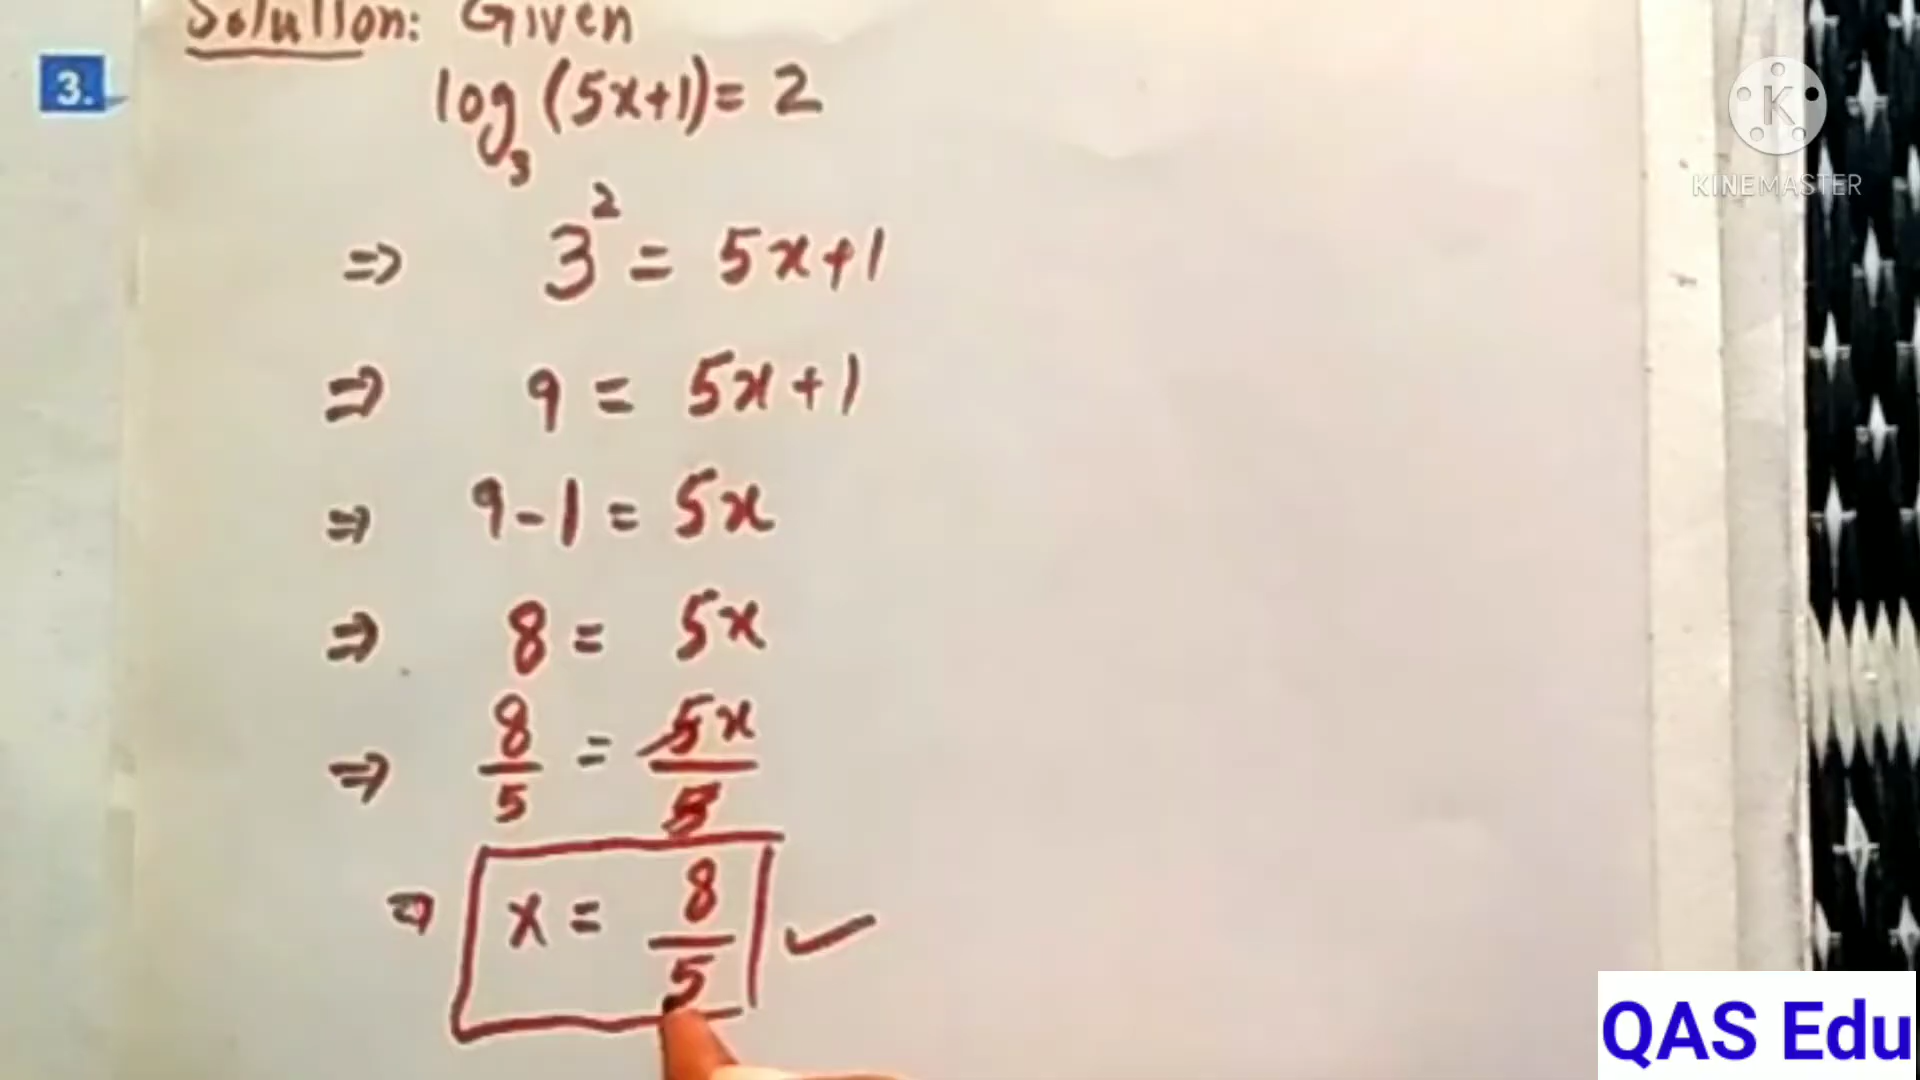 Solution: Given
3.
log₃ (5x+1) = 2
⇒ 3² = 5x+1
⇒ 9 = 5x+1
⇒ 9-1 = 5x
⇒ 8 = 5x
⇒ 8/5 = 5x/5
⇒ x = 8/5 ✓
K
KINEMASTER
QAS Edu